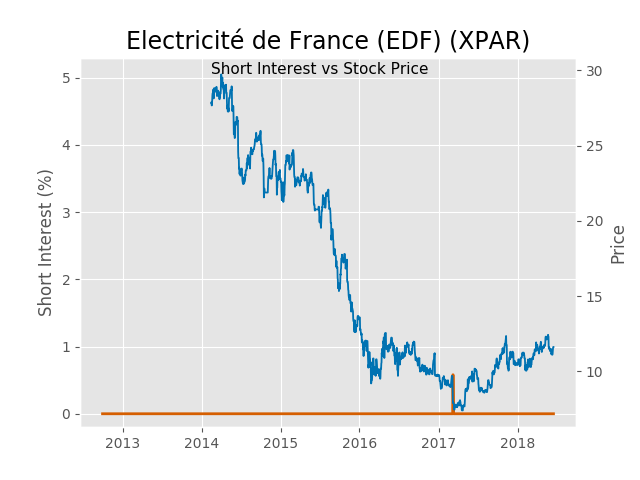 Electricité de France (EDF) (XPAR)
Short Interest vs Stock Price
Short Interest (%)
5
4
3
2
1
0
30
25
20
15
10
Price
2013 2014 2015 2016 2017 2018